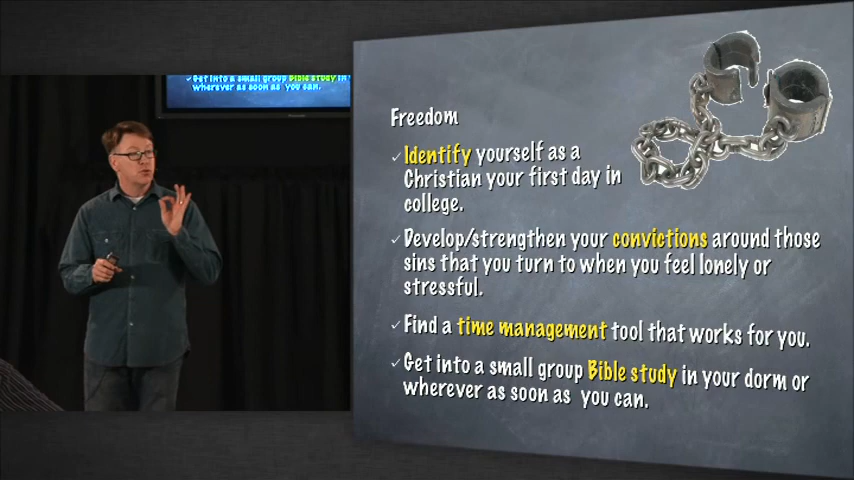 Get into a small group Bible study in
wherever as soon as you can.
Freedom
✓Identify yourself as a
Christian your first day in
college.
✓Develop/strengthen your convictions around those
sins that you turn to when you feel lonely or
stressful.
✓Find a time management tool that works for you.
✓Get into a small group Bible study in your dorm or
wherever as soon as you can.